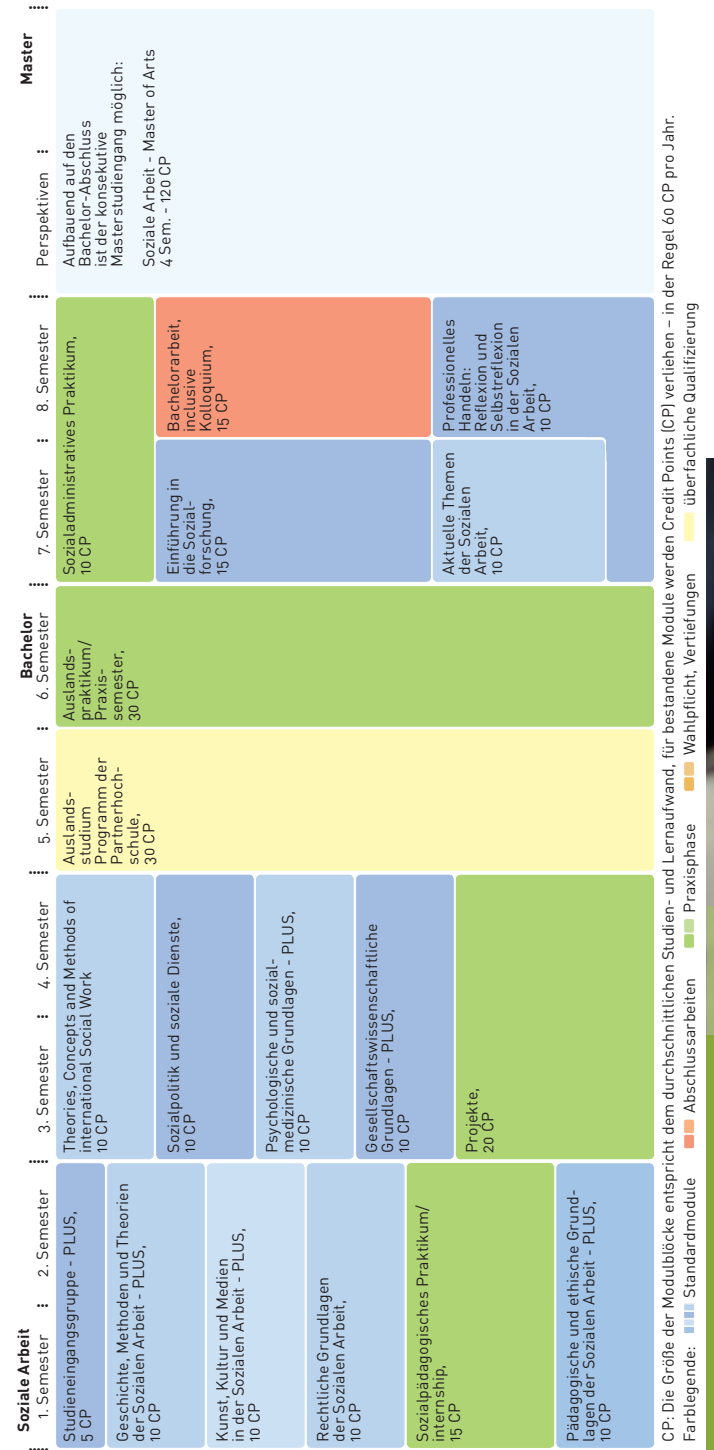 Soziale Arbeit
Bachelor
Master
1. Semester
2. Semester
3. Semester
4. Semester
5. Semester
6. Semester
7. Semester
8. Semester
Perspektiven
Studieneingangsgruppe - PLUS,
5 CP
Geschichte, Methoden und Theorien
der Sozialen Arbeit - PLUS,
10 CP
Kunst, Kultur und Medien
in der Sozialen Arbeit - PLUS,
10 CP
Rechtliche Grundlagen
der Sozialen Arbeit,
10 CP
Sozialpädagogisches Praktikum/
internship,
15 CP
Pädagogische und ethische Grund-
lagen der Sozialen Arbeit - PLUS,
10 CP
Theories, Concepts and Methods of
international Social Work
10 CP
Sozialpolitik und soziale Dienste,
10 CP
Psychologische und sozial-
medizinische Grundlagen - PLUS,
10 CP
Gesellschaftswissenschaftliche
Grundlagen - PLUS,
10 CP
Projekte,
20 CP
Auslands-
studium
Programm der
Partnerhoch-
schule,
30 CP
Auslands-
praktikum/
Praxis-
semester,
30 CP
Sozialadministratives Praktikum,
10 CP
Einführung in
die Sozial-
forschung,
15 CP
Bachelorarbeit,
inclusive
Kolloquium,
15 CP
Aktuelle Themen
der Sozialen
Arbeit,
10 CP
Professionelles
Handeln:
Reflexion und
Selbstreflexion
in der Sozialen
Arbeit,
10 CP
Aufbauend auf den
Bachelor-Abschluss
ist der konsekutive
Masterstudiengang möglich:
Soziale Arbeit - Master of Arts
4 Sem. - 120 CP
CP: Die Größe der Modulblöcke entspricht dem durchschnittlichen Studien- und Lernaufwand, für bestandene Module werden Credit Points (CP) verliehen – in der Regel 60 CP pro Jahr.
Farblegende: Standardmodule Abschlussarbeiten Praxisphase Wahlpflicht, Vertiefungen überfachliche Qualifizierung